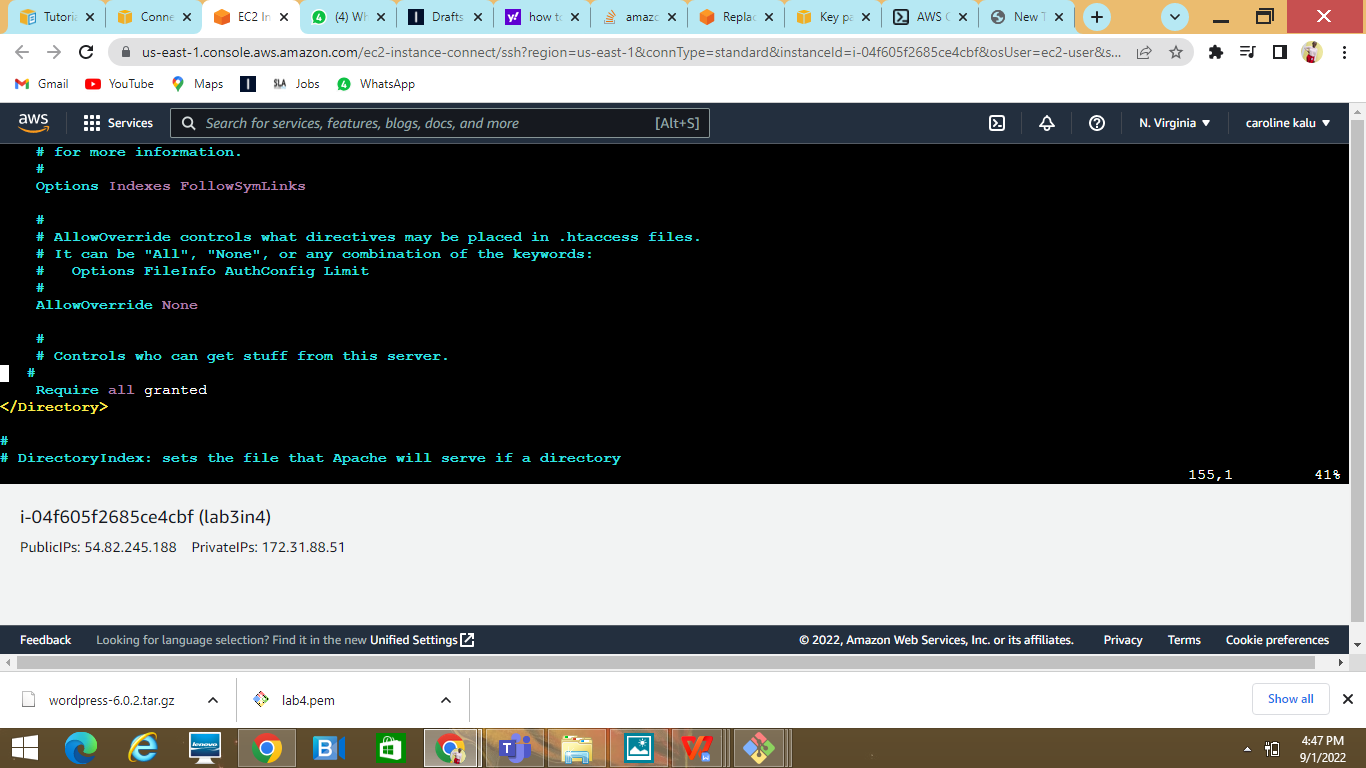 Tutoria
Conne
EC2 In
(4) Wh
Drafts
how to
amazo
Replac
Key pa
AWS C
New T
us-east-1.console.aws.amazon.com/ec2-instance-connect/ssh?region=us-east-1&connType=standard&instanceId=i-04f605f2685ce4cbf&osUser=ec2-user&s...
Gmail
YouTube
Maps
SLA Jobs
WhatsApp
aws
Services
Search for services, features, blogs, docs, and more
[Alt+S]
N. Virginia
caroline kalu
# for more information.
#
Options Indexes FollowSymLinks
#
# AllowOverride controls what directives may be placed in .htaccess files.
# It can be "All", "None", or any combination of the keywords:
#   Options FileInfo AuthConfig Limit
#
AllowOverride None
#
# Controls who can get stuff from this server.
#
Require all granted
</Directory>
#
# DirectoryIndex: sets the file that Apache will serve if a directory
155,1
41%
i-04f605f2685ce4cbf (lab3in4)
PublicIPs: 54.82.245.188 PrivateIPs: 172.31.88.51
Feedback
Looking for language selection? Find it in the new Unified Settings
© 2022, Amazon Web Services, Inc. or its affiliates.
Privacy
Terms
Cookie preferences
wordpress-6.0.2.tar.gz
lab4.pem
Show all
lenovo
4:47 PM
9/1/2022